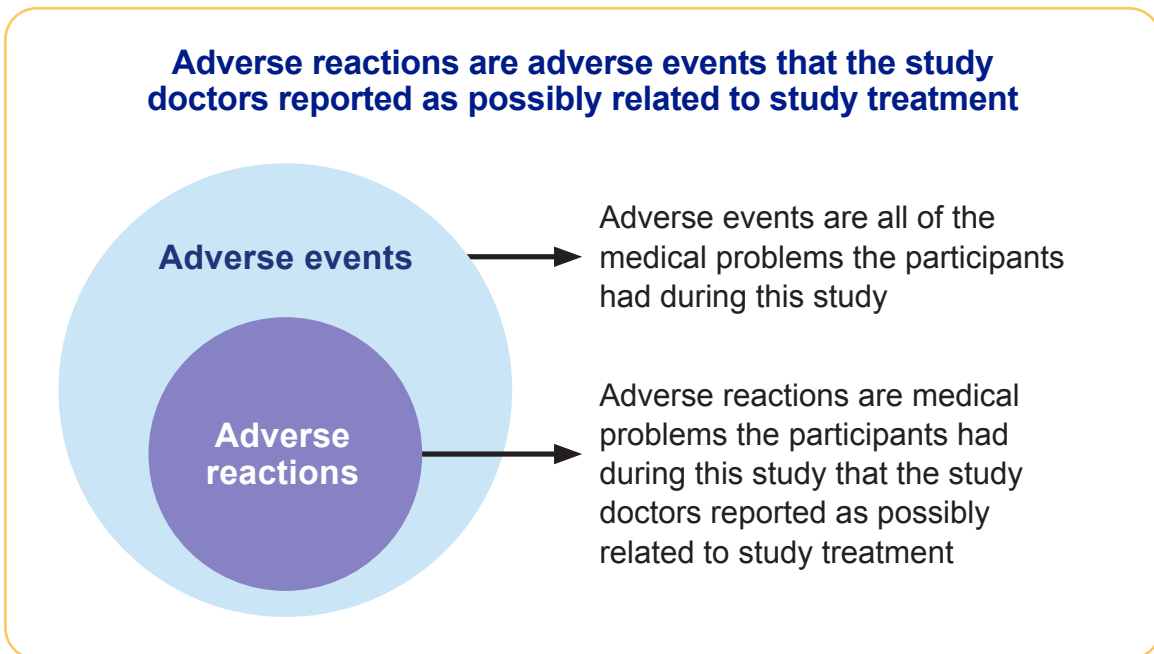 Adverse reactions are adverse events that the study
doctors reported as possibly related to study treatment
Adverse events
Adverse events are all of the
medical problems the participants
had during this study
Adverse
reactions
Adverse reactions are medical
problems the participants had
during this study that the study
doctors reported as possibly
related to study treatment